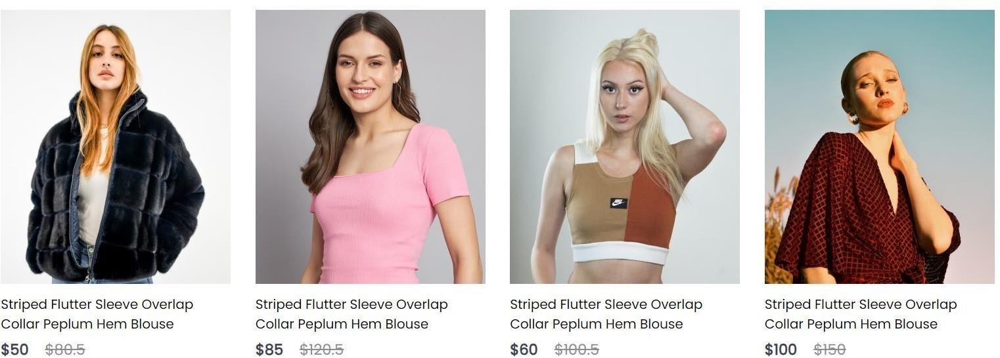 NIKE
Striped Flutter Sleeve Overlap
Collar Peplum Hem Blouse
$50 $80.5
Striped Flutter Sleeve Overlap
Collar Peplum Hem Blouse
$85 $120.5
Striped Flutter Sleeve Overlap
Collar Peplum Hem Blouse
$60 $100.5
Striped Flutter Sleeve Overlap
Collar Peplum Hem Blouse
$100 $150